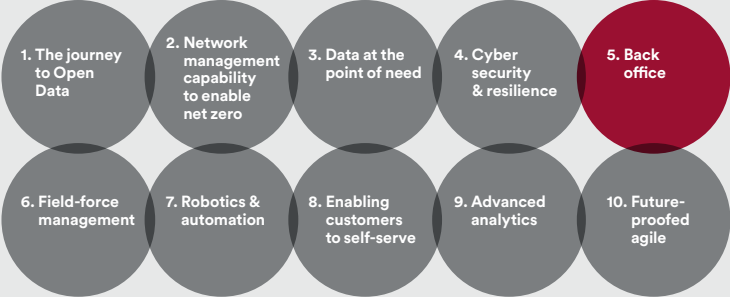 1. The journey
to Open
Data
2. Network
management
capability
to enable
net zero
3. Data at the
point of need
4. Cyber
security
& resilience
5. Back
office
6. Field-force
management
7. Robotics &
automation
8. Enabling
customers
to self-serve
9. Advanced
analytics
10. Future-
proofed
agile